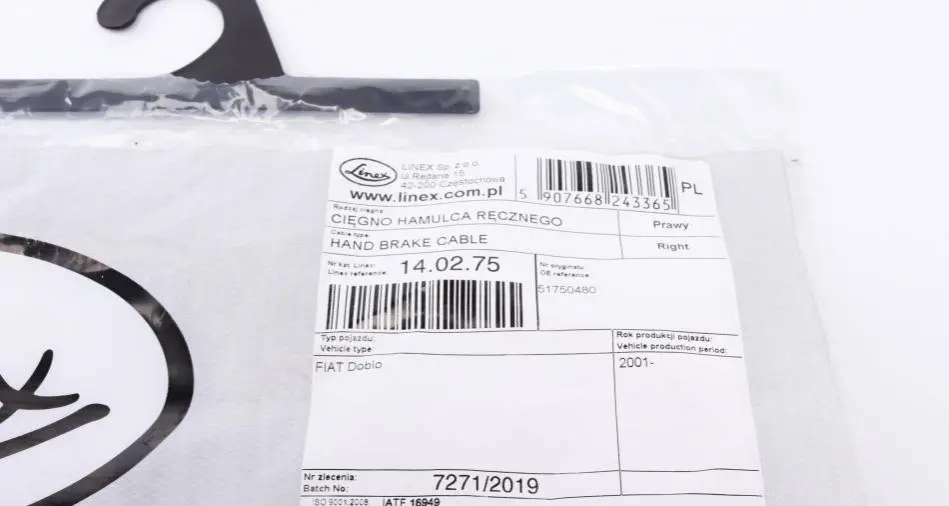 Linex
LINEX Sp. z o.o.
ul. Rejtana 16
42-200 Częstochowa
www.linex.com.pl
5 907668 243365
PL
Rodzaj cięgna:
CIĘGNO HAMULCA RĘCZNEGO
Prawy
Cable type:
HAND BRAKE CABLE
Right
Nr kat. Linex:
Linex reference:
14.02.75
Nr oryginału:
OE reference:
51750480
Typ pojazdu:
Vehicle type:
Rok produkcji pojazdu:
Vehicle production period:
FIAT Doblo
2001-
Nr zlecenia:
Batch No:
7271/2019
ISO 9001:2008
IATF 16949